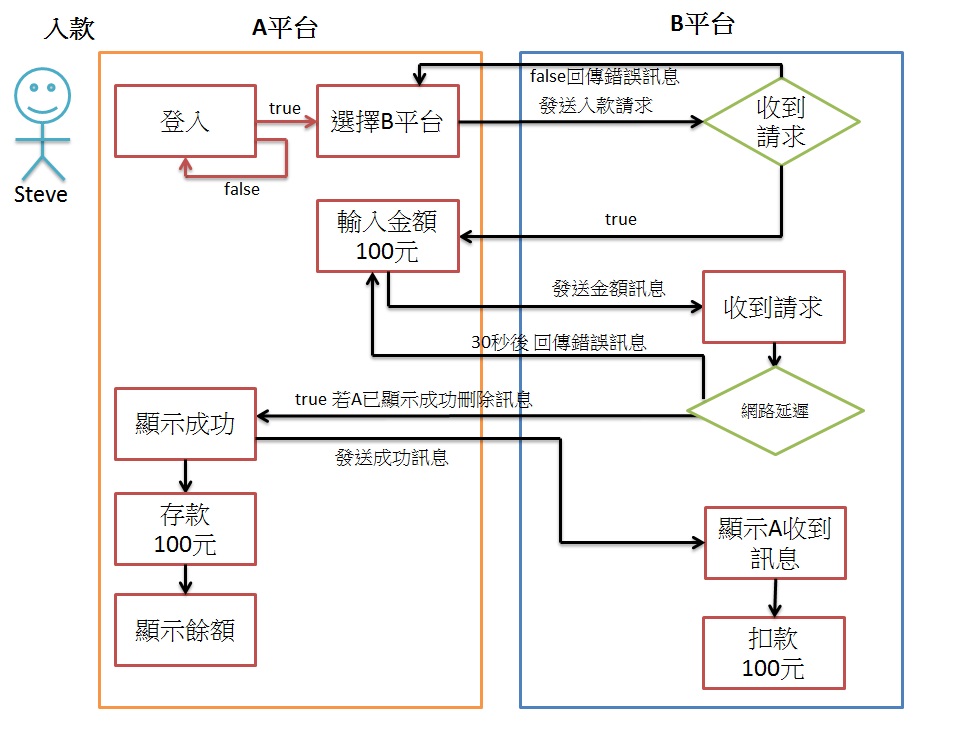 入款
A平台
B平台
Steve
登入
true
false
選擇B平台
false回傳錯誤訊息
發送入款請求
收到
請求
true
輸入金額
100元
發送金額訊息
收到請求
30秒後 回傳錯誤訊息
網路延遲
true 若A已顯示成功刪除訊息
顯示成功
發送成功訊息
存款
100元
顯示A收到
訊息
顯示餘額
扣款
100元